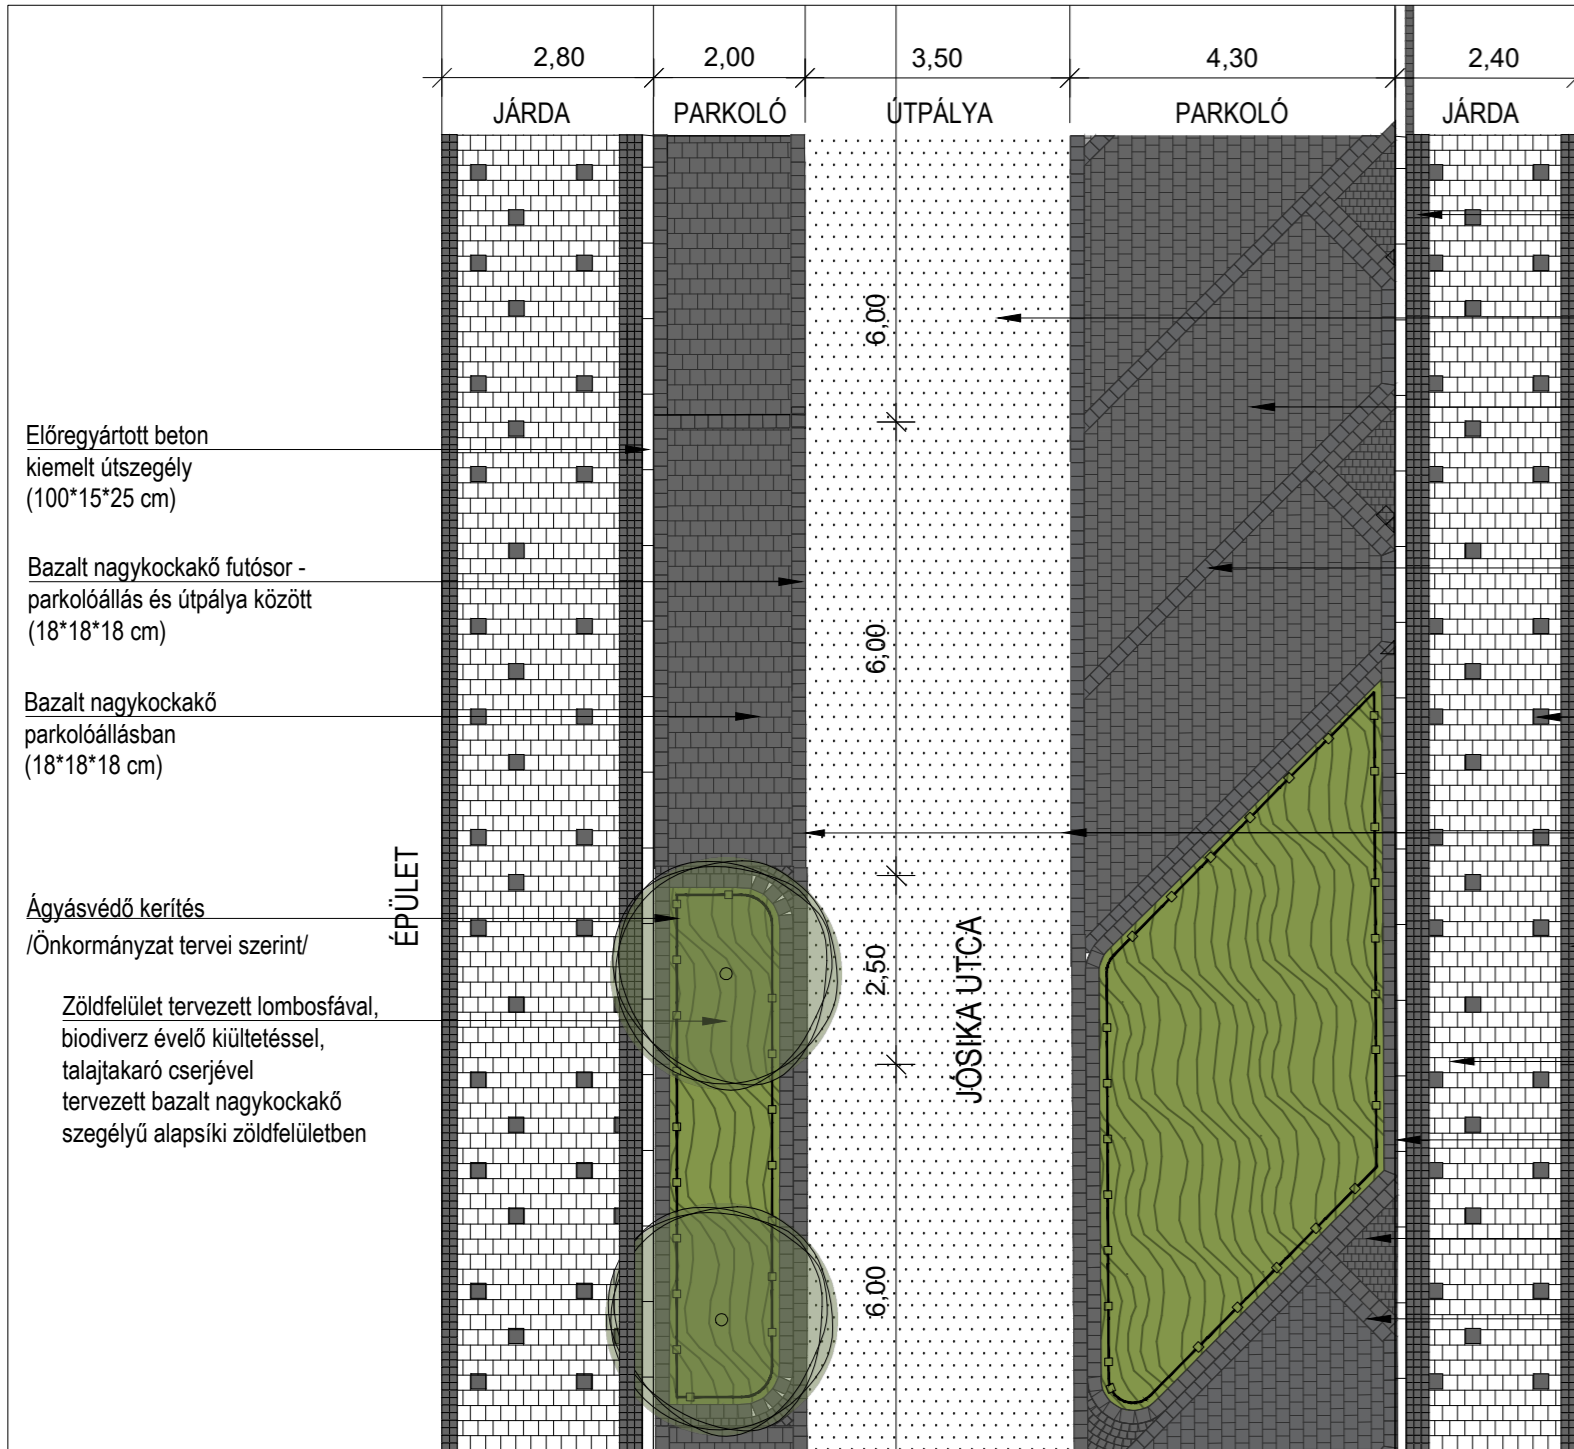 2,80
2,00
3,50
4,30
2,40
JÁRDA
PARKOLÓ
ÚTPÁLYA
PARKOLÓ
JÁRDA
6,00
Előregyártott beton
kiemelt útszegély
(100*15*25 cm)
Bazalt nagykockakő futósor -
parkolóállás és útpálya között
(18*18*18 cm)
6,00
Bazalt nagykockakő
parkolóállásban
(18*18*18 cm)
ÉPÜLET
Ágyásvédő kerítés
/Önkormányzat tervei szerint/
2,50
JÓSIKA UTCA
Zöldfelület tervezett lombosfával,
biodiverz évelő kiültetéssel,
talajtakaró cserjével
tervezett bazalt nagykockakő
szegélyű alapsíki zöldfelületben
6,00